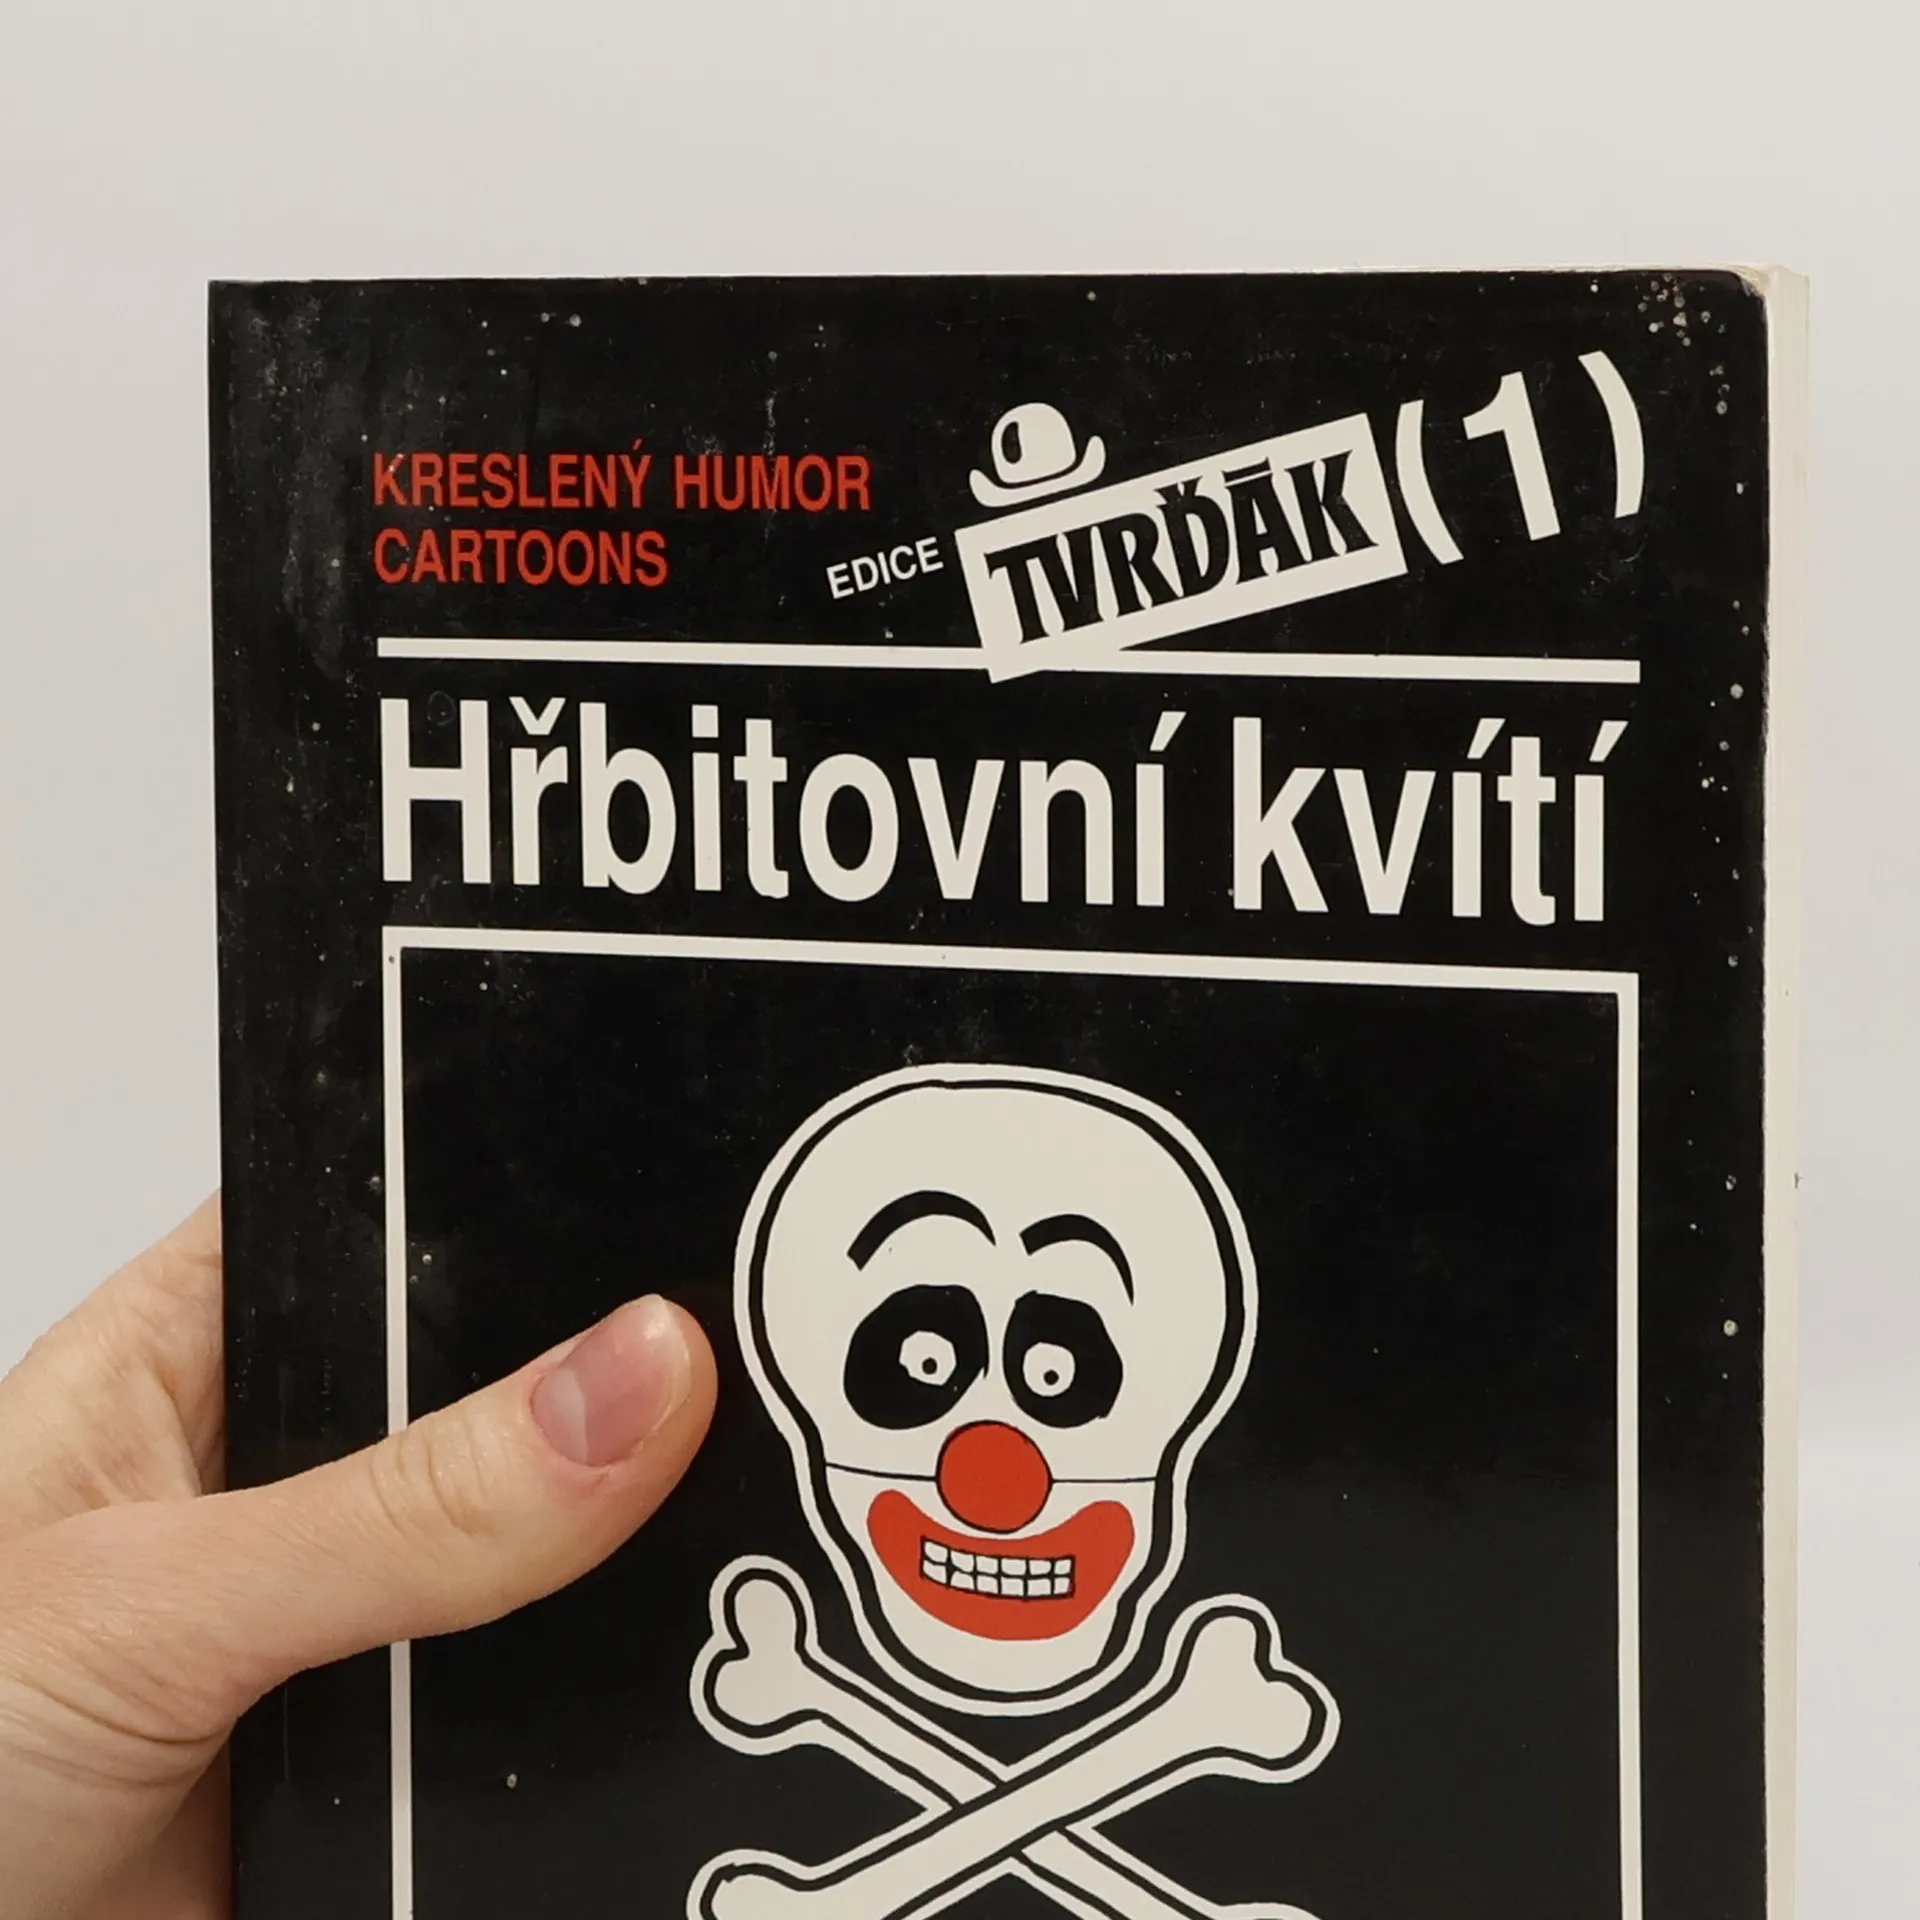 KRESLENÝ HUMOR
CARTOONS
EDICE TVRĎÁK (1)
Hřbitovní kvítí